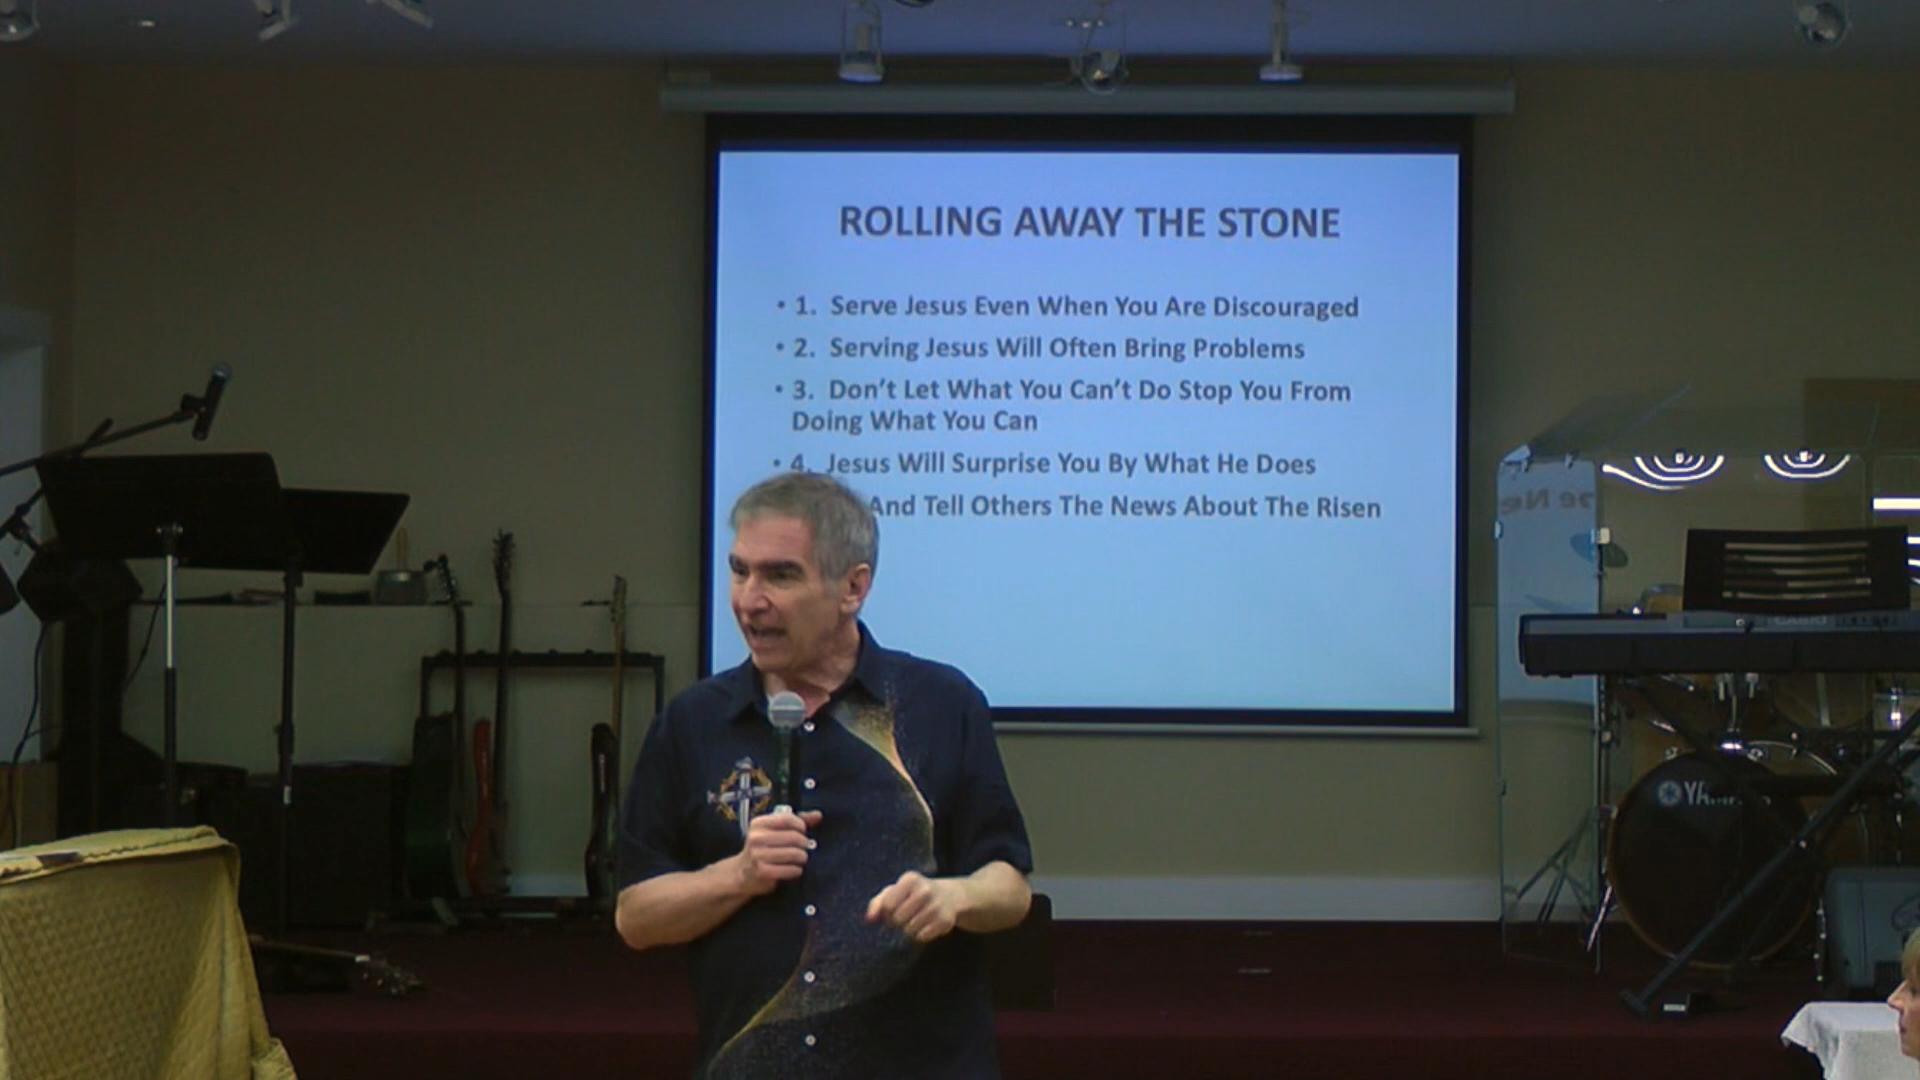 ROLLING AWAY THE STONE
• 1. Serve Jesus Even When You Are Discouraged
• 2. Serving Jesus Will Often Bring Problems
• 3. Don't Let What You Can't Do Stop You From
Doing What You Can
• 4. Jesus Will Surprise You By What He Does
And Tell Others The News About The Risen
CASIO